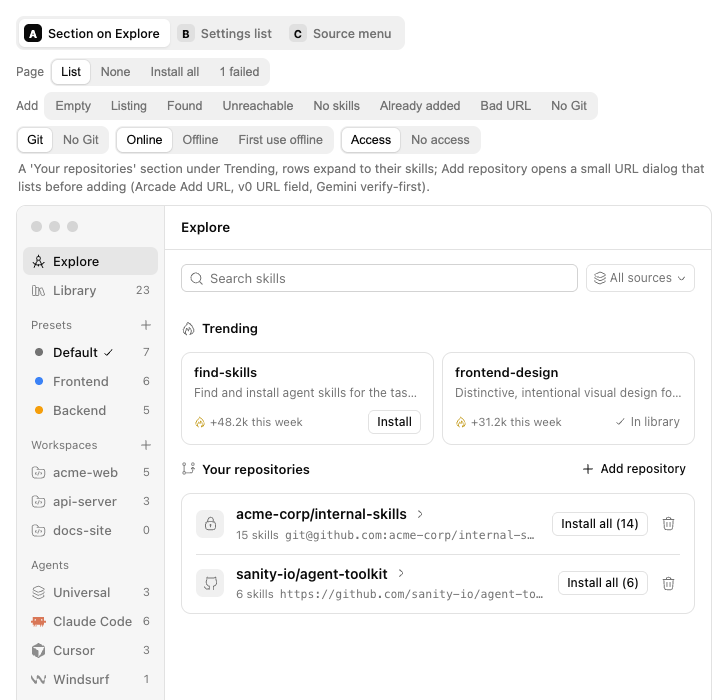 A Section on Explore B Settings list C Source menu
Page List None Install all 1 failed
Add Empty Listing Found Unreachable No skills Already added Bad URL No Git
Git No Git Online Offline First use offline Access No access
A 'Your repositories' section under Trending, rows expand to their skills; Add repository opens a small URL dialog that
lists before adding (Arcade Add URL, v0 URL field, Gemini verify-first).
Explore
Library 23
Presets
Default 7
Frontend 6
Backend 5
Workspaces
acme-web 5
api-server 3
docs-site 0
Agents
Universal 3
Claude Code 6
Cursor 3
Windsurf 1
Explore
Search skills All sources
Trending
find-skills
Find and install agent skills for the tas...
+48.2k this week Install
frontend-design
Distinctive, intentional visual design fo...
+31.2k this week In library
Your repositories Add repository
acme-corp/internal-skills
15 skills git@github.com:acme-corp/internal-s...
Install all (14)
sanity-io/agent-toolkit
6 skills https://github.com/sanity-io/agent-to...
Install all (6)